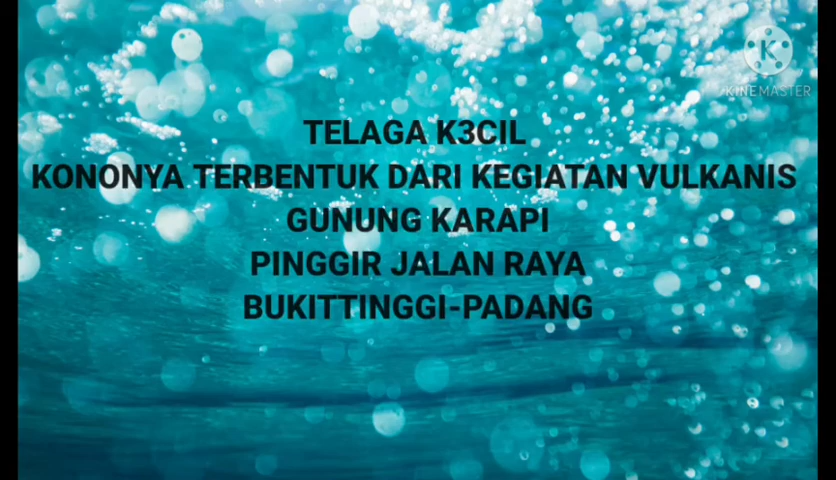 KINEMASTER
TELAGA K3CIL
KONONYA TERBENTUK DARI KEGIATAN VULKANIS
GUNUNG KARAPI
PINGGIR JALAN RAYA
BUKITTINGGI-PADANG